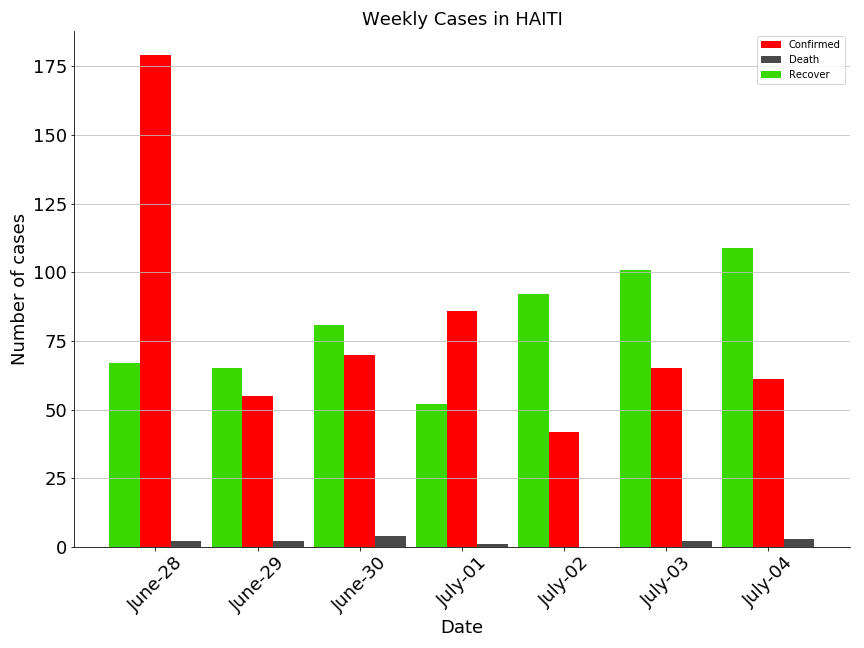 Weekly Cases in HAITI
Confirmed
Death
Recover
Number of cases
175
150
125
100
75
50
25
0
June-28
June-29
June-30
July-01
July-02
July-03
July-04
Date